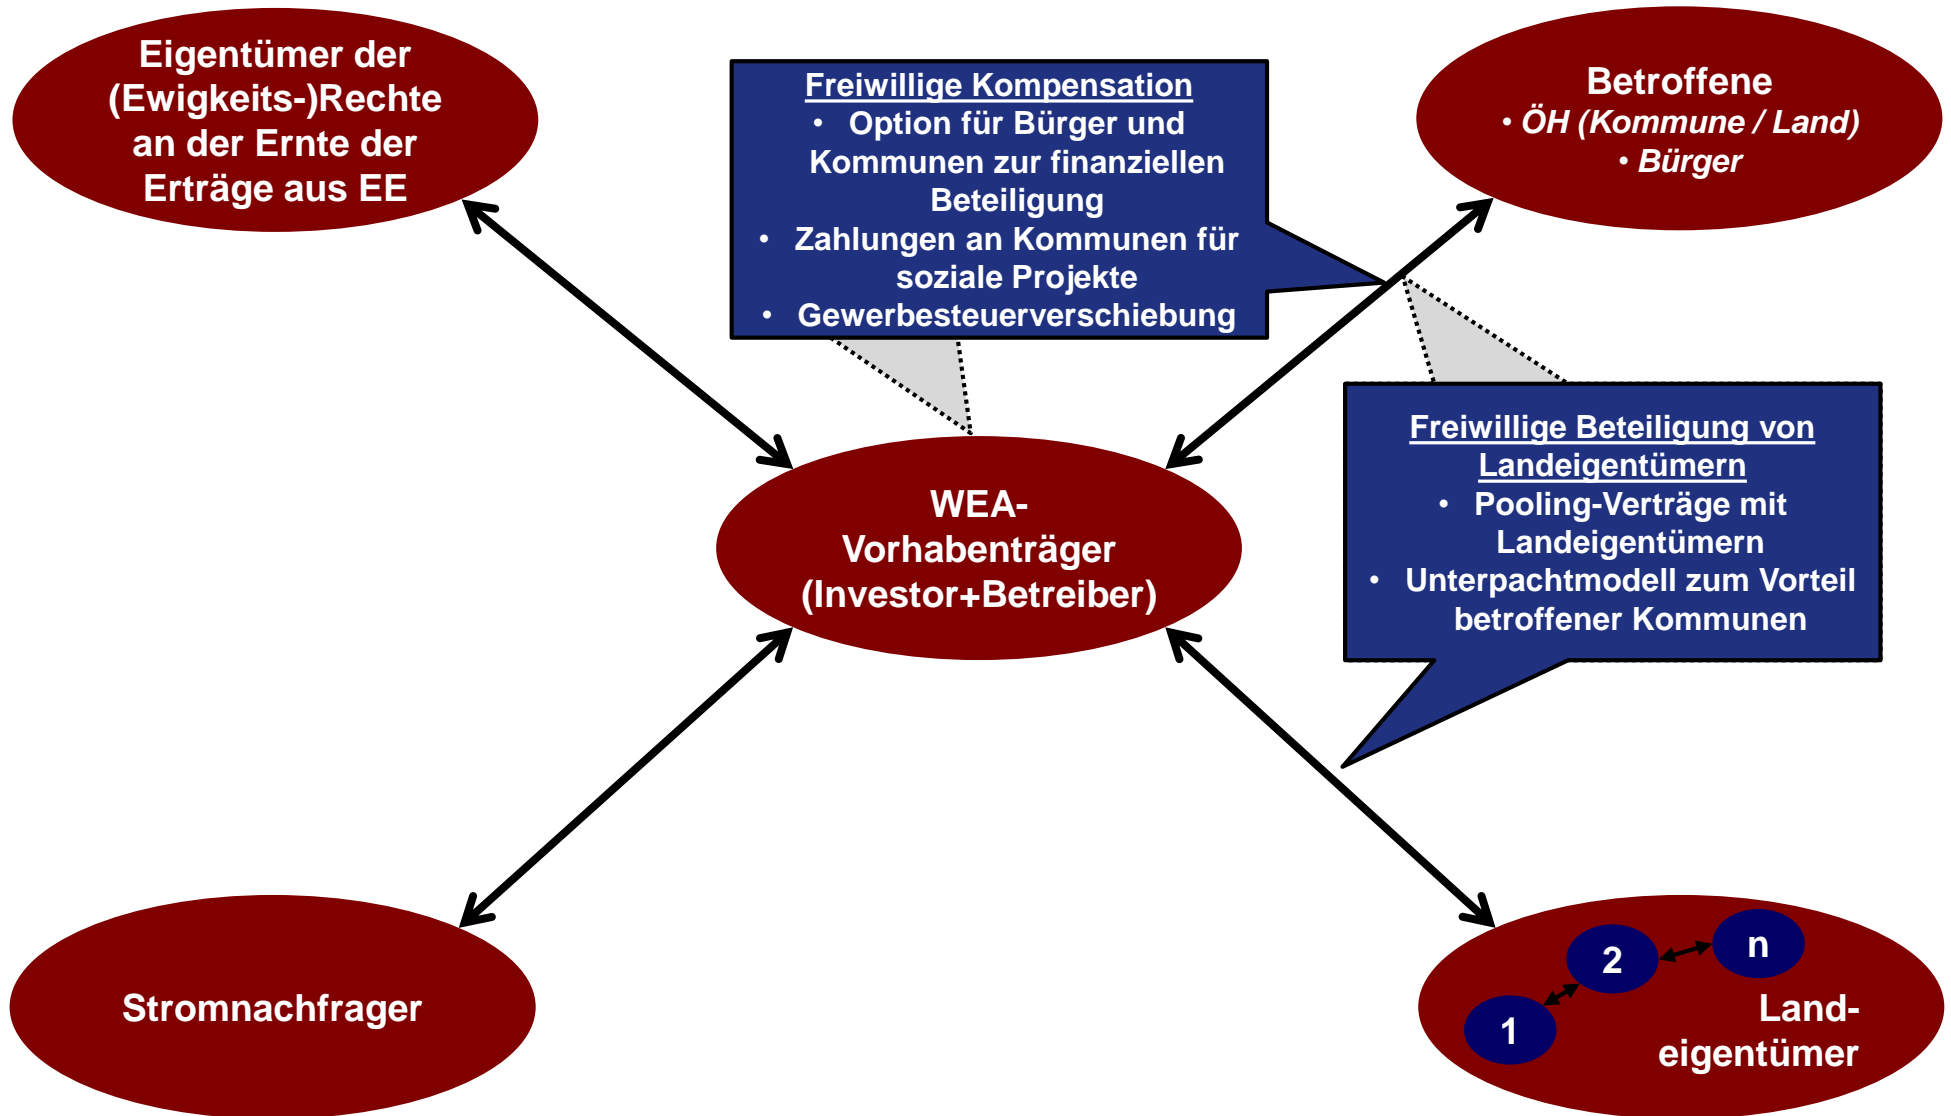 Eigentümer der
(Ewigkeits-)Rechte
an der Ernte der
Erträge aus EE
Freiwillige Kompensation
• Option für Bürger und
Kommunen zur finanziellen
Beteiligung
• Zahlungen an Kommunen für
soziale Projekte
• Gewerbesteuerverschiebung
Betroffene
• ÖH (Kommune / Land)
• Bürger
WEA-
Vorhabenträger
(Investor+Betreiber)
Freiwillige Beteiligung von
Landeigentümern
• Pooling-Verträge mit
Landeigentümern
• Unterpachtmodell zum Vorteil
betroffener Kommunen
Stromnachfrager
1
2
n
Land-
eigentümer